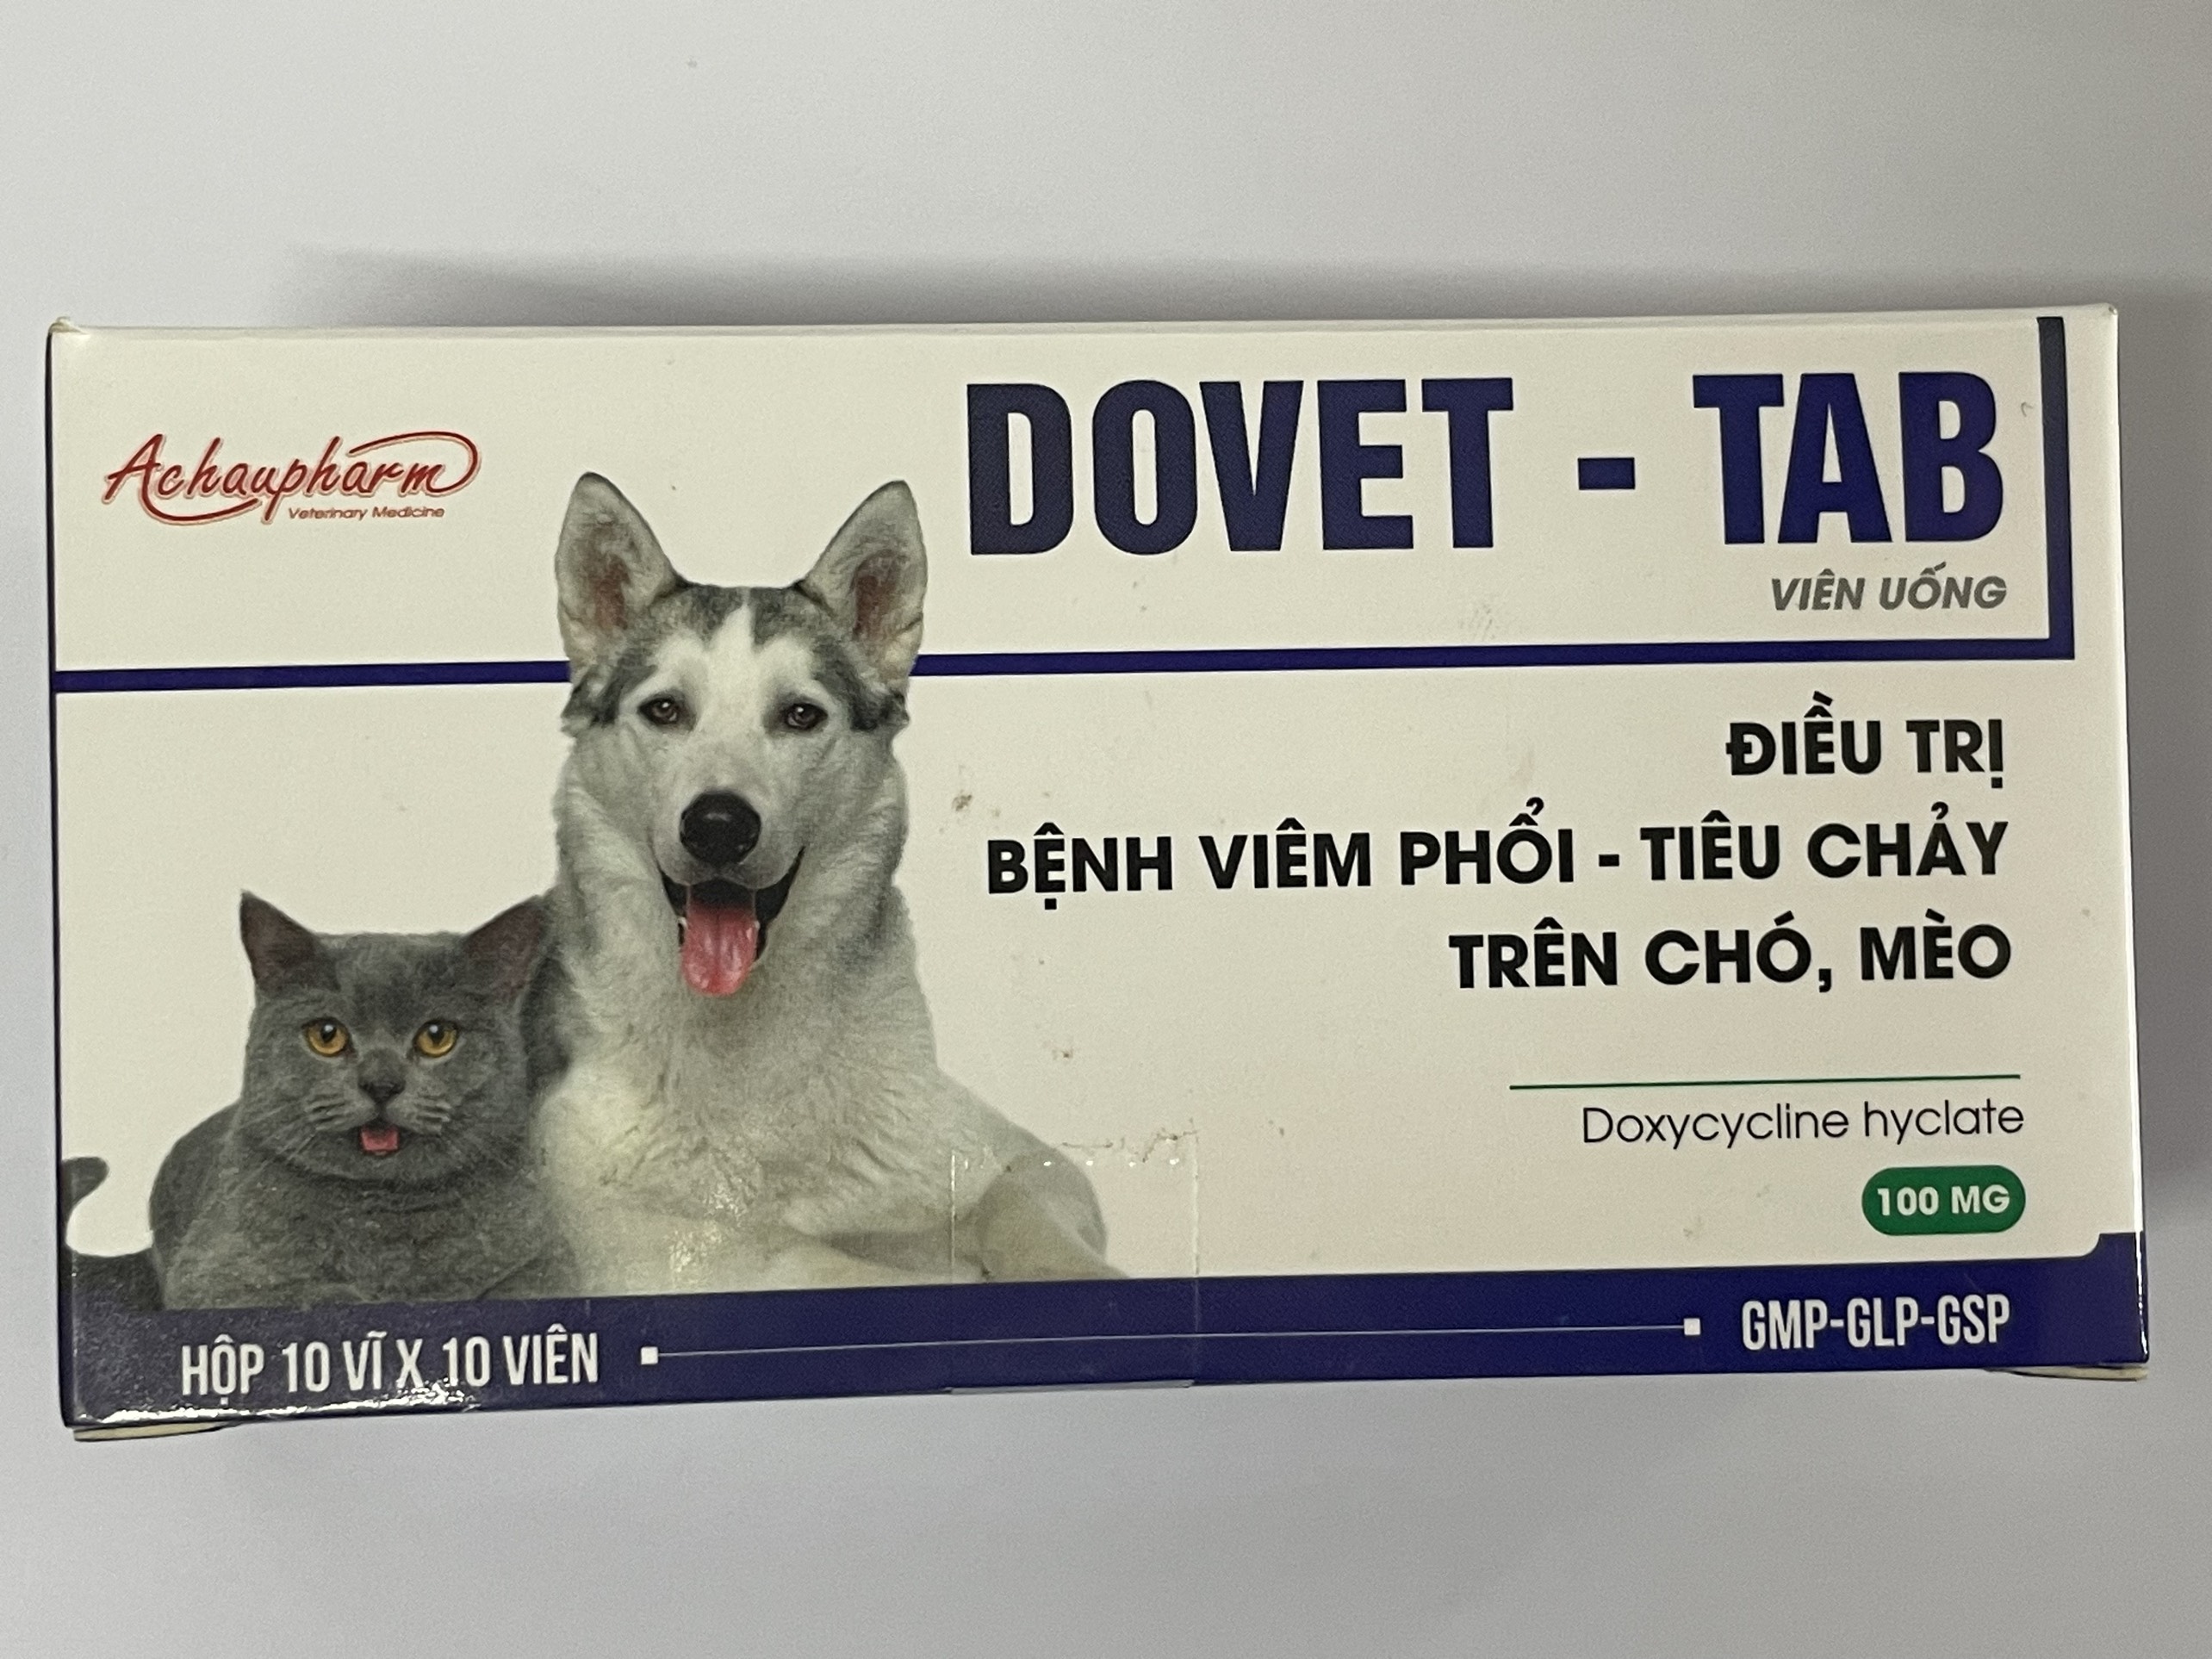 Achaupharm
Veterinary Medicine
DOVET - TAB
VIÊN UỐNG
ĐIỀU TRỊ
BỆNH VIÊM PHỔI - TIÊU CHẢY
TRÊN CHÓ, MÈO
Doxycycline hyclate
100 MG
HỘP 10 VĨ X 10 VIÊN
GMP-GLP-GSP